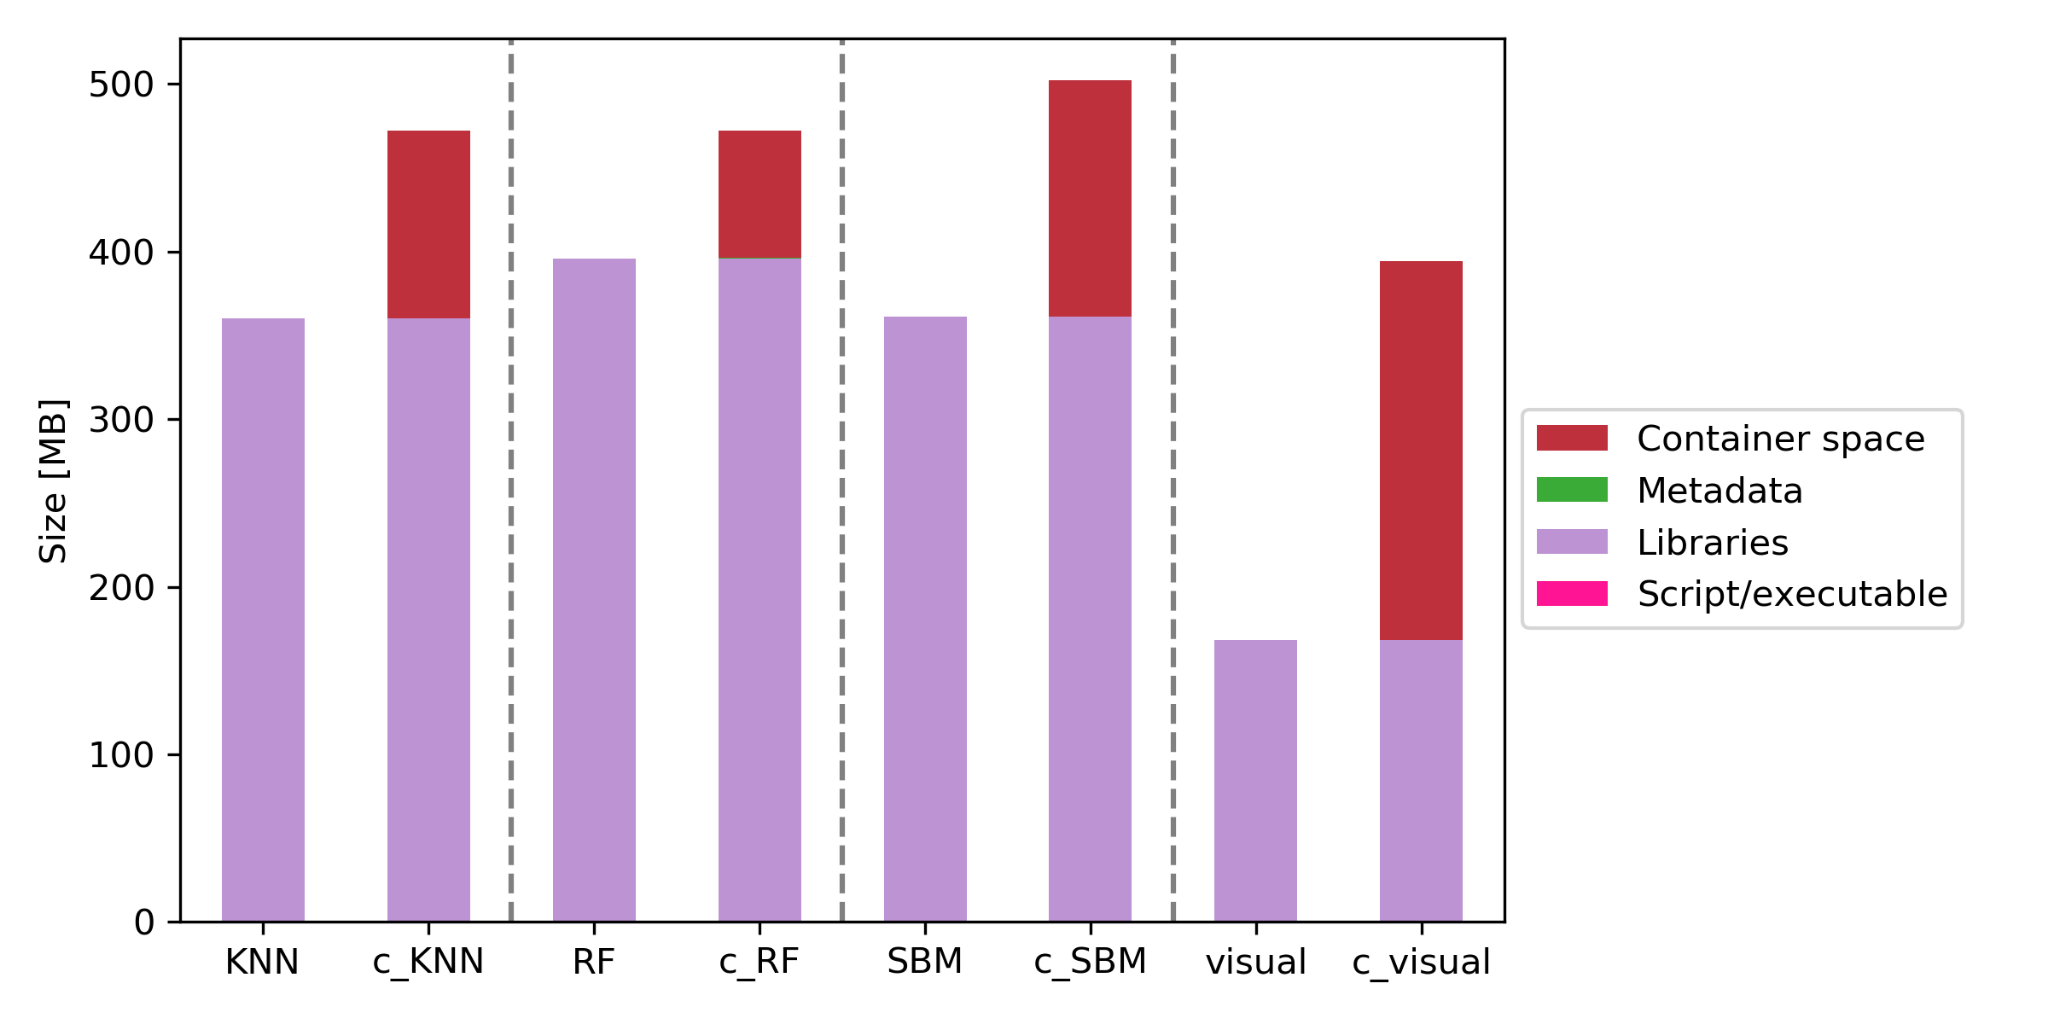 500
400
300
200
100
0
Size [MB]
KNN c_KNN RF c_RF SBM c_SBM visual c_visual
Container space
Metadata
Libraries
Script/executable